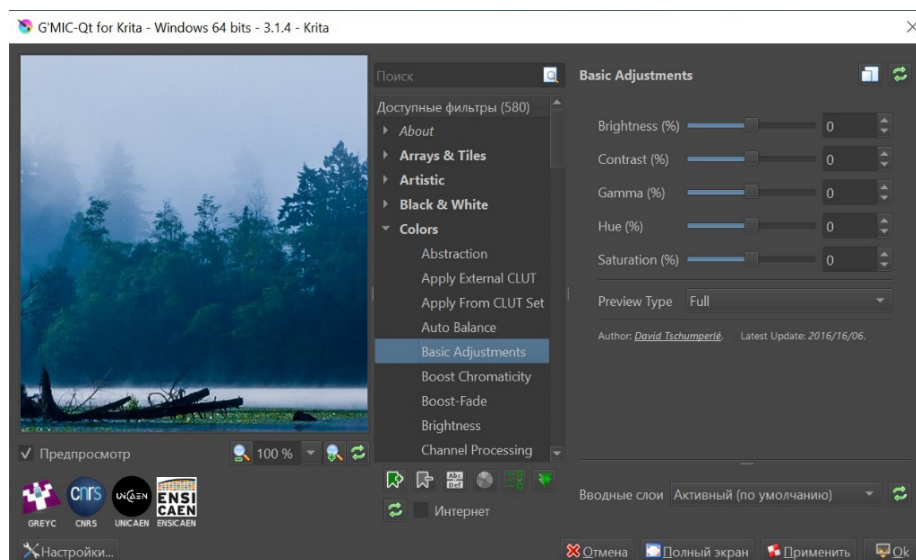 G'MIC-Qt for Krita - Windows 64 bits - 3.1.4 - Krita
Поиск
Доступные фильтры (580)
About
Arrays & Tiles
Artistic
Black & White
Colors
Abstraction
Apply External CLUT
Apply From CLUT Set
Auto Balance
Basic Adjustments
Boost Chromaticity
Boost-Fade
Brightness
Channel Processing
Basic Adjustments
Brightness (%) 0
Contrast (%) 0
Gamma (%) 0
Hue (%) 0
Saturation (%) 0
Preview Type Full
Author: David Tschumperlé. Latest Update: 2016/16/06.
Предпросмотр 100 %
GREYC
cnrs
CNRS
UNICAEN
UNICAEN
ENSI
CAEN
ENSICAEN
Abc
Def
Интернет
Вводные слои Активный (по умолчанию)
Настройки...
Отмена Полный экран Применить Ok